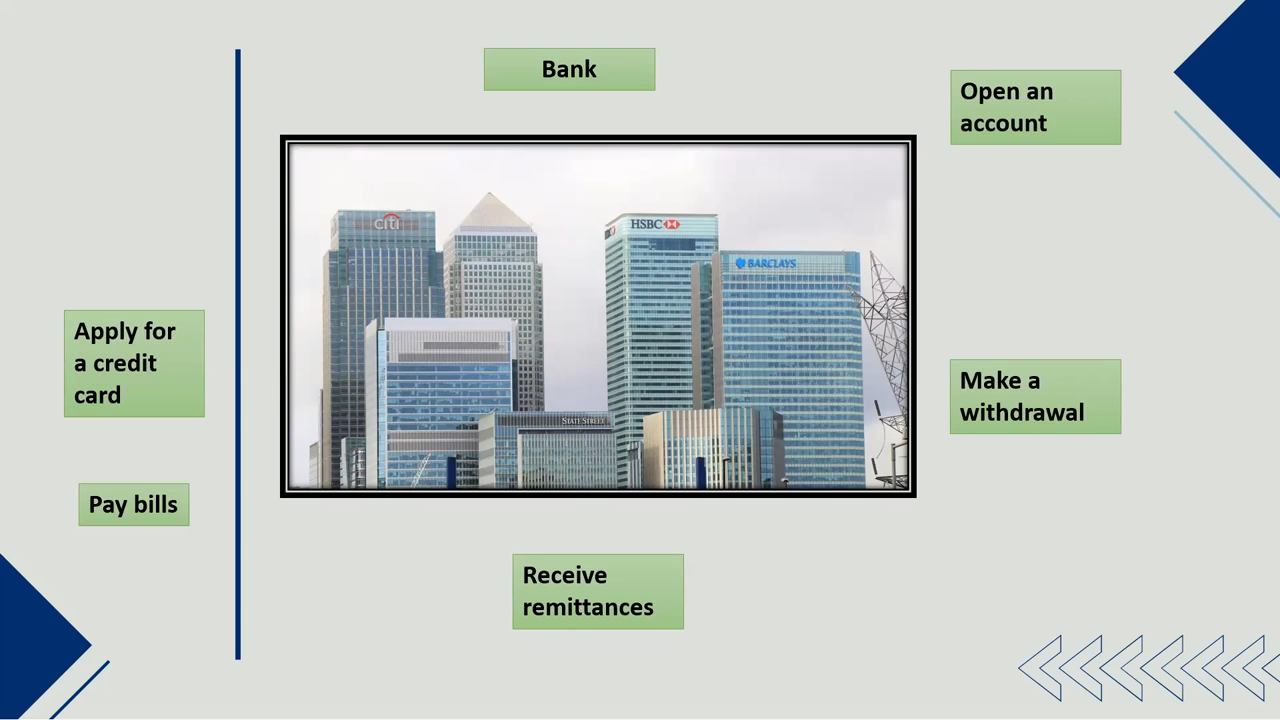 Bank
Open an
account
citi
HSBC
BARCLAYS
Apply for
a credit
card
Make a
withdrawal
STATE STREET
Pay bills
Receive
remittances